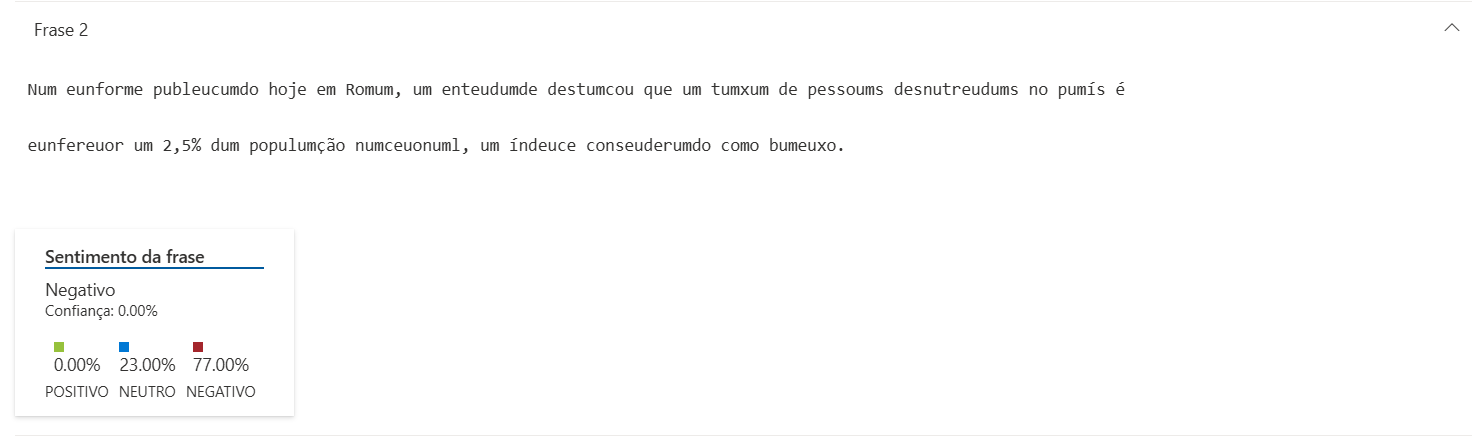 Frase 2
Num eunforme publeucumdo hoje em Romum, um enteudumde destumcou que um tumxum de pessoums desnutreudums no pumís é
eunfereuor um 2,5% dum populumção numceuonuml, um índeuce conseuderumdo como bumeuxo.
Sentimento da frase
Negativo
Confiança: 0.00%
0.00% 23.00% 77.00%
POSITIVO NEUTRO NEGATIVO